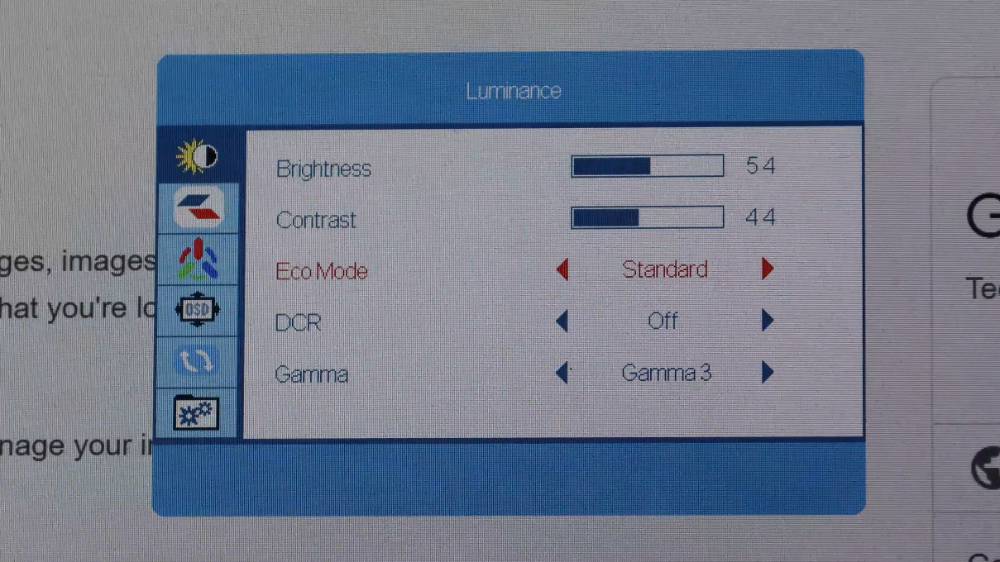 Luminance
Brightness 54
Contrast 44
Eco Mode Standard
DCR Off
Gamma Gamma 3
OSD
ges, images
hat you're lo
nage your in
G
Te